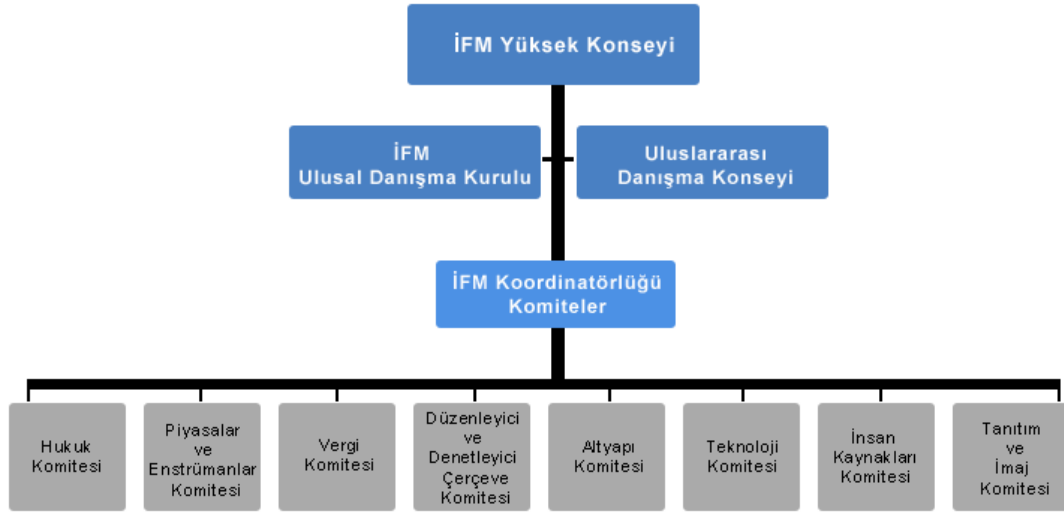 İFM Yüksek Konseyi
İFM
Ulusal Danışma Kurulu
Uluslararası
Danışma Konseyi
İFM Koordinatörlüğü
Komiteler
Hukuk
Komitesi
Piyasalar
ve
Enstrümanlar
Komitesi
Vergi
Komitesi
Düzenleyici
ve
Denetleyici
Çerçeve
Komitesi
Altyapı
Komitesi
Teknoloji
Komitesi
İnsan
Kaynakları
Komitesi
Tanıtım
ve
İmaj
Komitesi